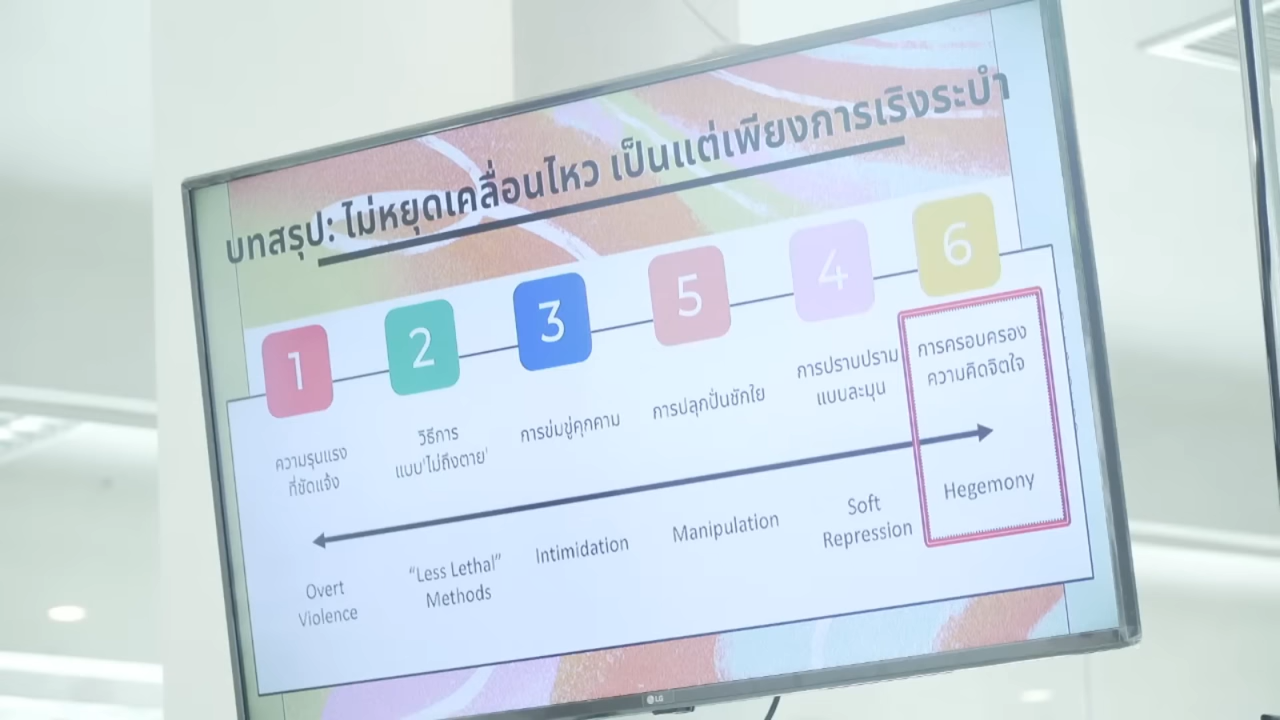 บทสรุป: ไม่หยุดเคลื่อนไหว เป็นแต่เพียงการเริงระบำ
1
2
3
5
4
6
ความรุนแรง
ที่ชัดแจ้ง
วิธีการ
แบบ'ไม่ถึงตาย'
การข่มขู่คุกคาม
การปลุกปั่นชักใย
การปราบปราม
แบบละมุน
การครอบครอง
ความคิดจิตใจ
Overt
Violence
“Less Lethal”
Methods
Intimidation
Manipulation
Soft
Repression
Hegemony
LG